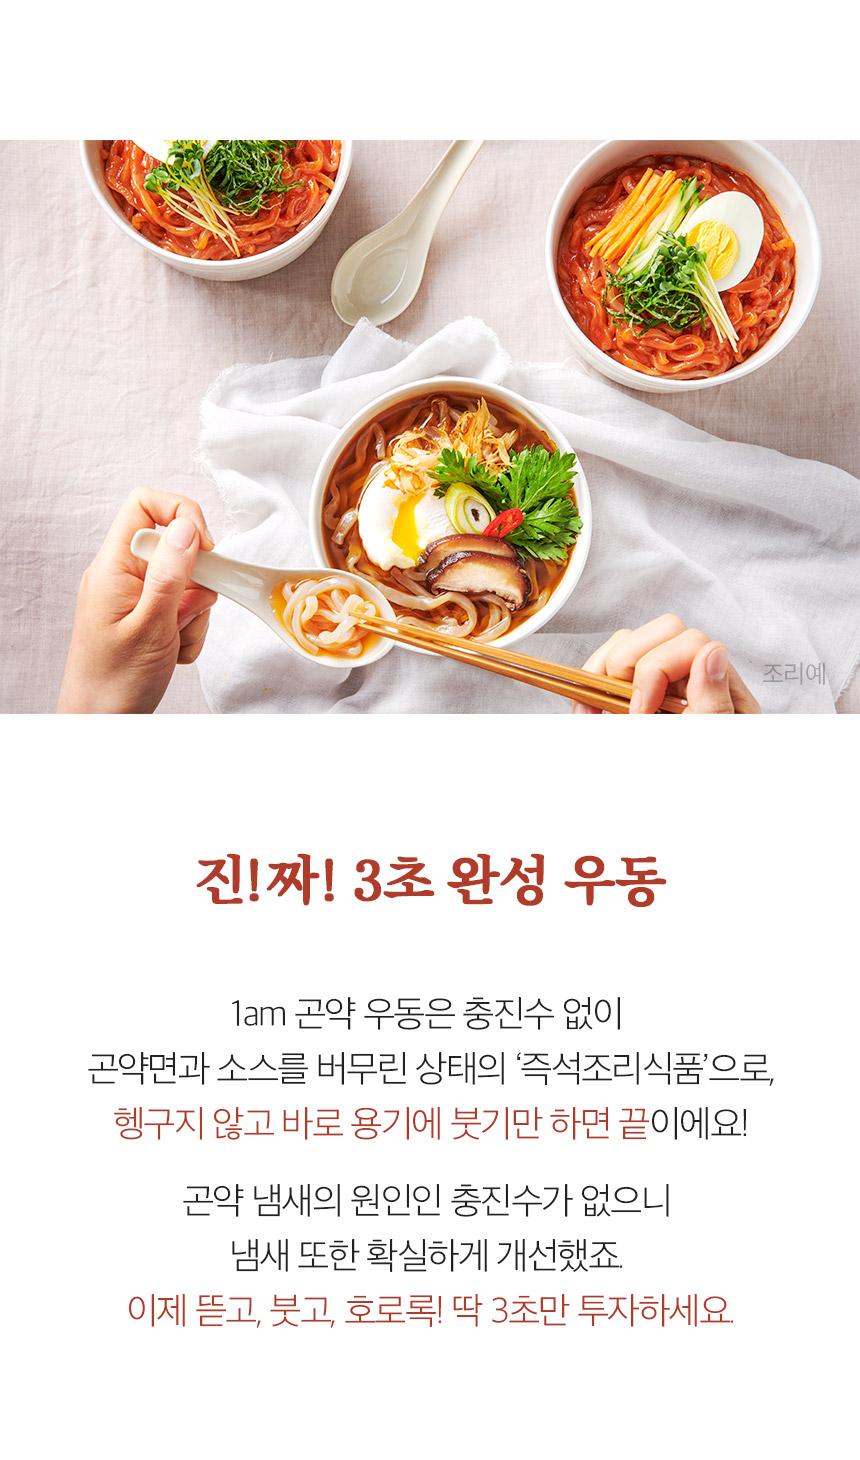 조리예
진!짜! 3초 완성 우동
1am 곤약 우동은 충진수 없이
곤약면과 소스를 버무린 상태의 ‘즉석조리식품’으로,
헹구지 않고 바로 용기에 붓기만 하면 끝이에요!
곤약 냄새의 원인인 충진수가 없으니
냄새 또한 확실하게 개선했죠.
이제 뜯고, 붓고, 호로록! 딱 3초만 투자하세요.